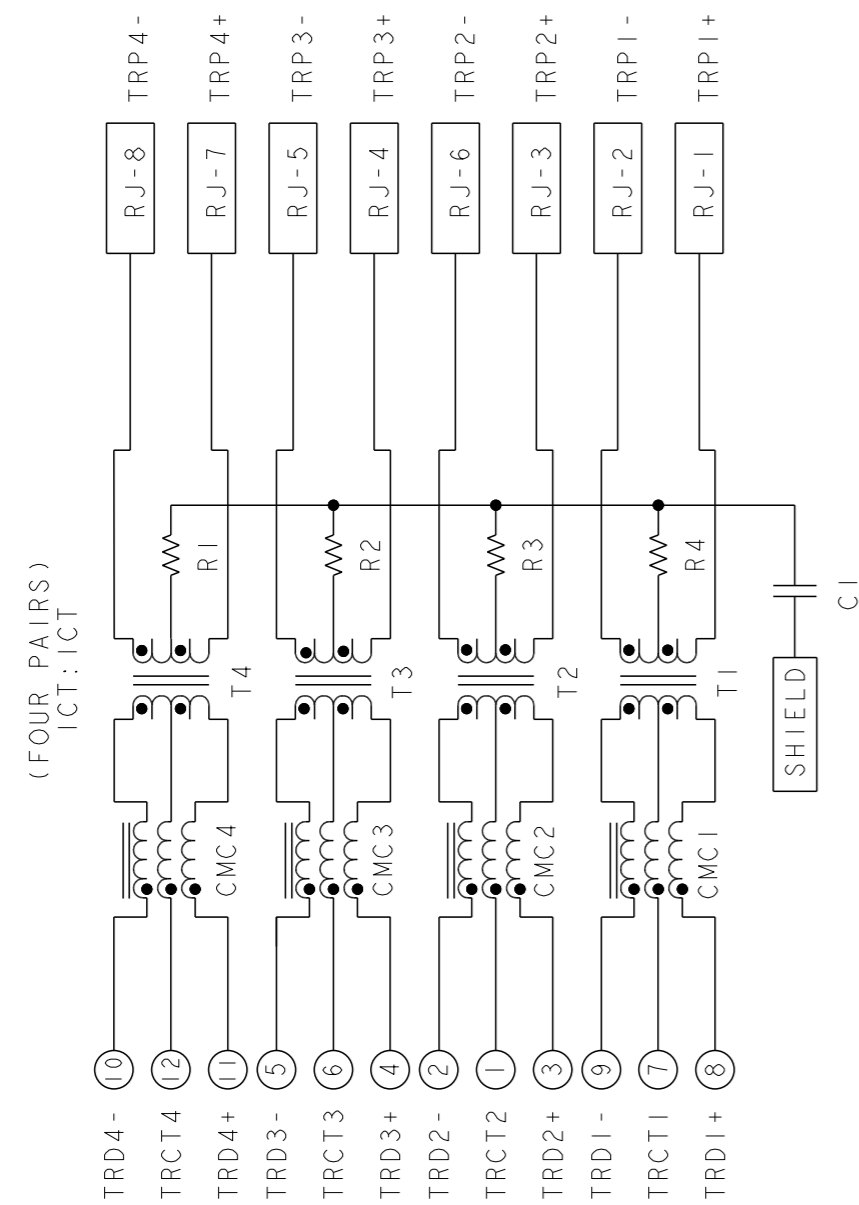 (FOUR PAIRS)
1CT:1CT
TRD4-
10
TRCT4
12
TRD4+
11
TRD3-
5
TRCT3
6
TRD3+
4
TRD2-
2
TRCT2
1
TRD2+
3
TRD1-
9
TRCT1
7
TRD1+
8
CMC4
CMC3
CMC2
CMC1
T4
T3
T2
T1
R1
R2
R3
R4
SHIELD
C1
RJ-8
TRP4-
RJ-7
TRP4+
RJ-5
TRP3-
RJ-4
TRP3+
RJ-6
TRP2-
RJ-3
TRP2+
RJ-2
TRP1-
RJ-1
TRP1+